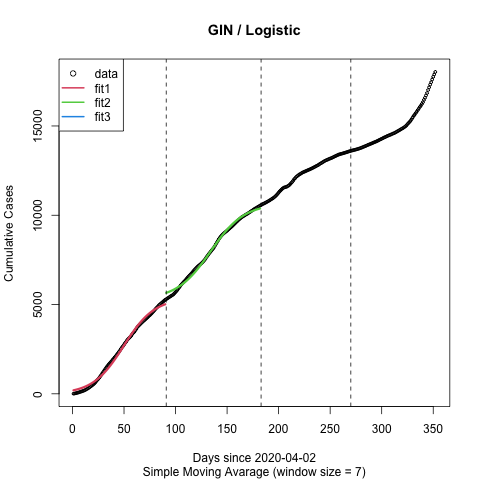 GIN / Logistic
data
fit1
fit2
fit3
Cumulative Cases
0
5000
10000
15000
0 50 100 150 200 250 300 350
Days since 2020-04-02
Simple Moving Avarage (window size = 7)